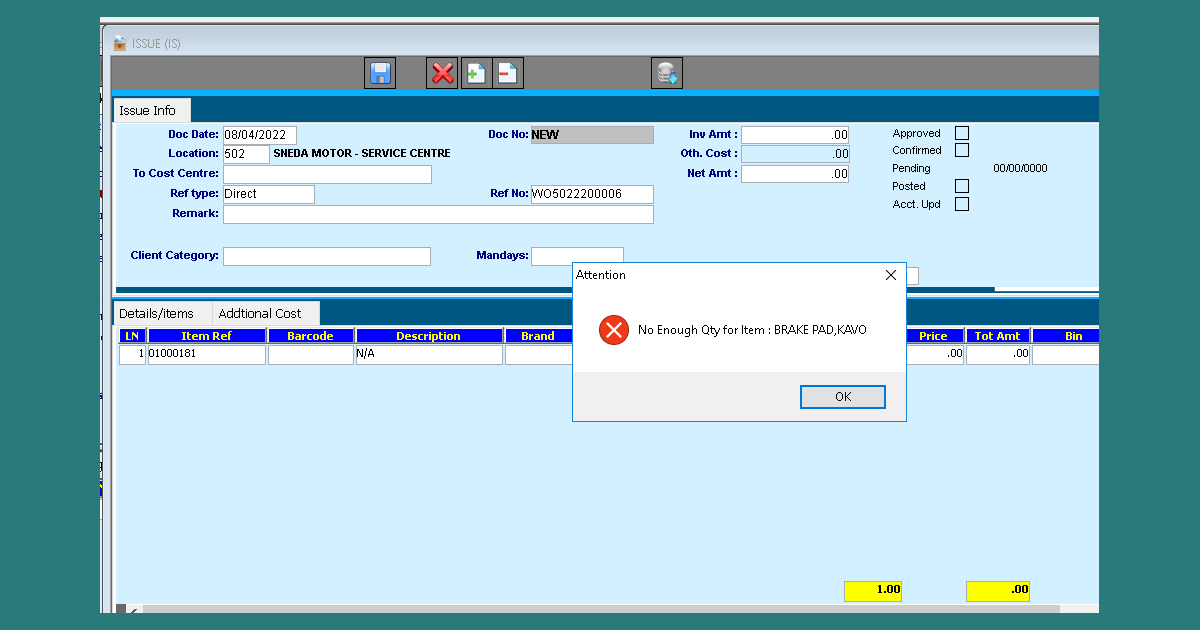 ISSUE (IS)
Issue Info
Doc Date: 08/04/2022 Doc No: NEW Inv Amt : .00 Approved
Location: 502 SNEDA MOTOR - SERVICE CENTRE Oth. Cost : .00 Confirmed
To Cost Centre: Net Amt : .00 Pending 00/00/0000
Ref type: Direct Ref No: WO5022200006 Posted
Remark: Acct. Upd
Client Category: Mandays:
Attention
No Enough Qty for Item : BRAKE PAD,KAVO
OK
Details/items Addtional Cost
LN Item Ref Barcode Description Brand Price Tot Amt Bin
1 01000181 N/A .00 .00
1.00 .00